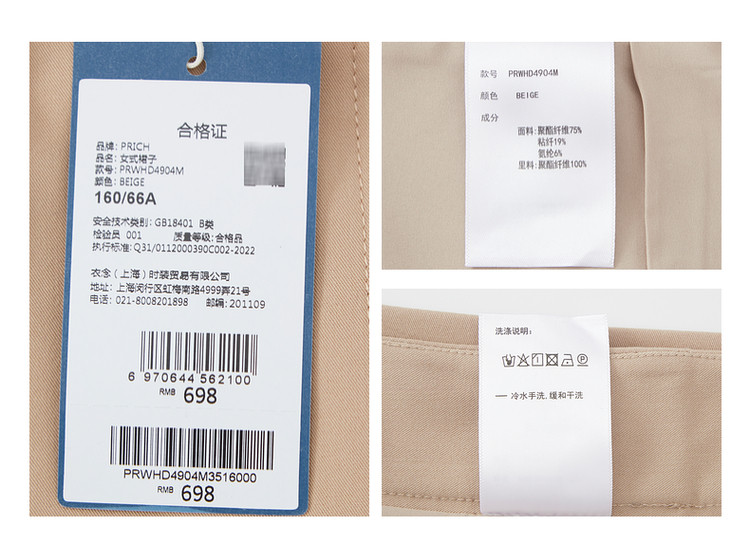 合格证
品牌: PRICH
品名: 女式裙子
款号: PRWHD4904M
颜色: BEIGE
160/66A
安全技术类别: GB18401 B类
检验员 001 质量等级: 合格品
执行标准: Q31/0112000390C002-2022
衣念（上海）时装贸易有限公司
地址: 上海闵行区虹梅南路4999弄21号
电话: 021-8008201898 邮编: 201109
6 970644 562100
RMB 698
PRWHD4904M3516000
RMB 698
款号 PRWHD4904M
颜色 BEIGE
成分
面料: 聚酯纤维75%
粘纤19%
氨纶6%
里料: 聚酯纤维100%
洗涤说明:
— 冷水手洗, 缓和干洗